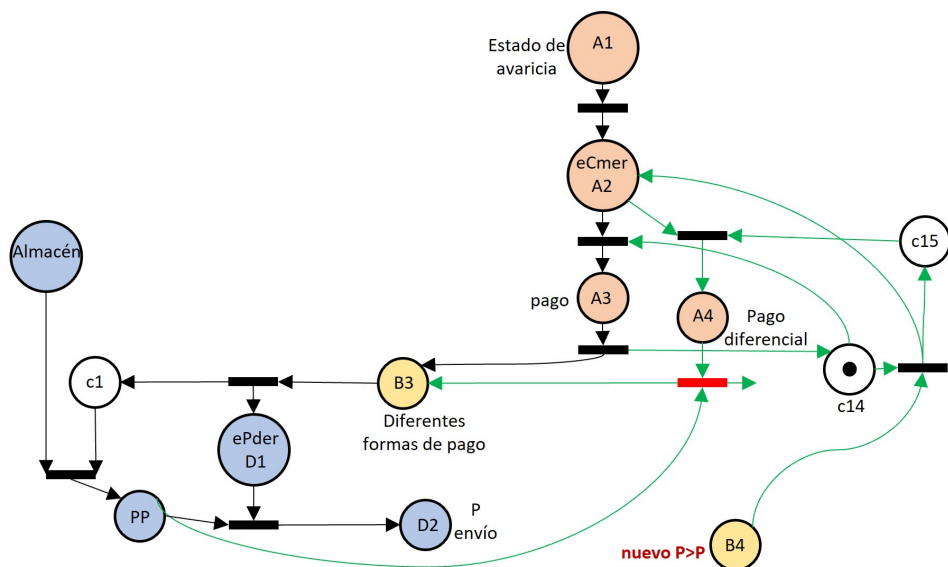 Estado de
avaricia
A1
eCmer
A2
Almacén
c15
pago
A3
A4
Pago
diferencial
c1
B3
c14
Diferentes
formas de pago
ePder
D1
PP
D2
P
envío
nuevo P>P
B4